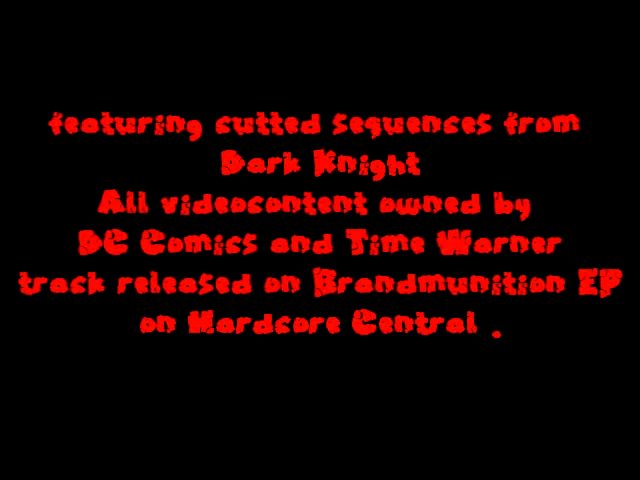 featuring cutted sequences from
Dark Knight
All videocontent owned by
DC Comics and Time Warner
track released on Brandmunition EP
on Hardcore Central .